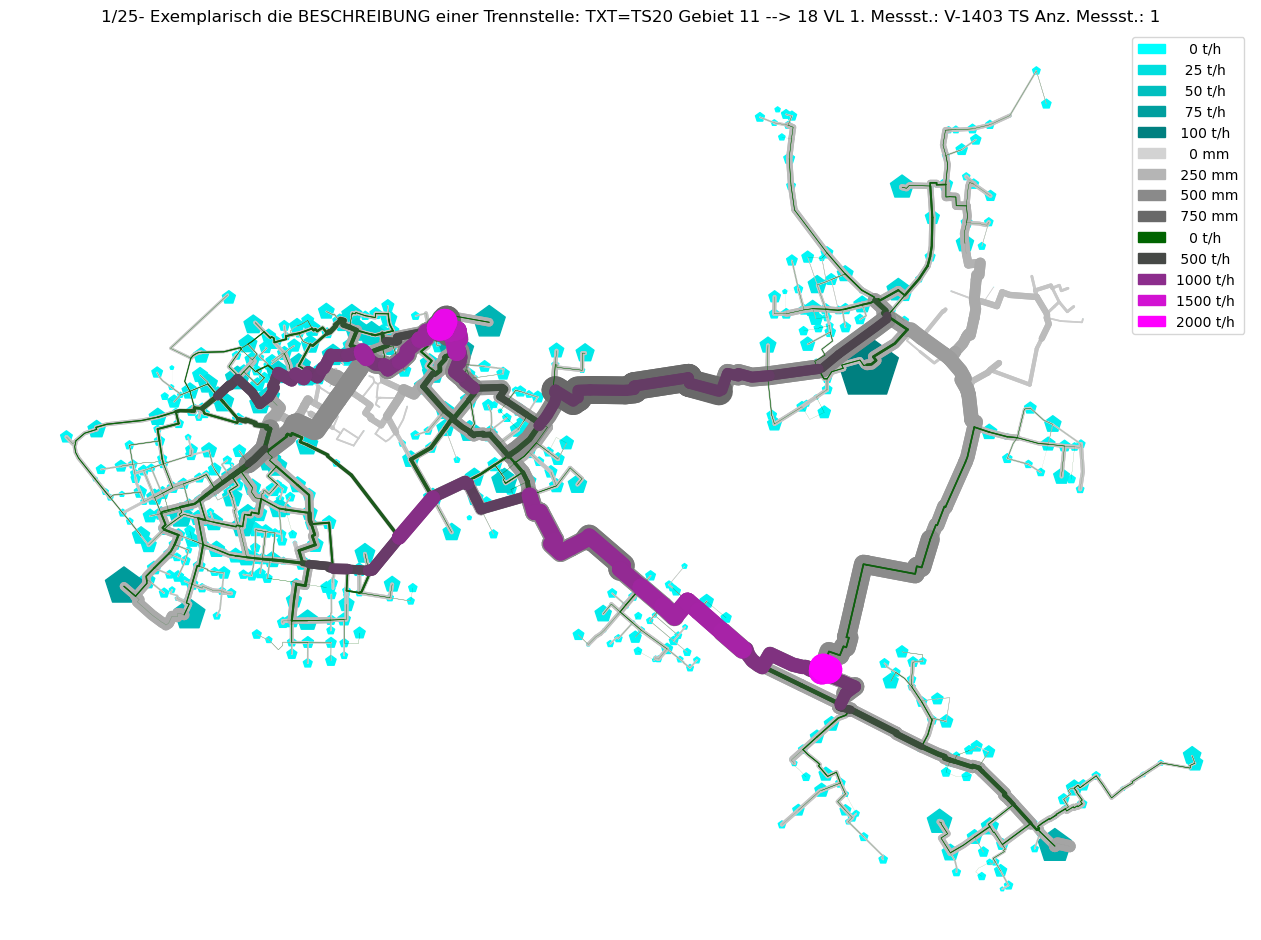 1/25- Exemplarisch die BESCHREIBUNG einer Trennstelle: TXT=TS20 Gebiet 11 --> 18 VL 1. Messst.: V-1403 TS Anz. Messst.: 1
0 t/h
25 t/h
50 t/h
75 t/h
100 t/h
0 mm
250 mm
500 mm
750 mm
0 t/h
500 t/h
1000 t/h
1500 t/h
2000 t/h